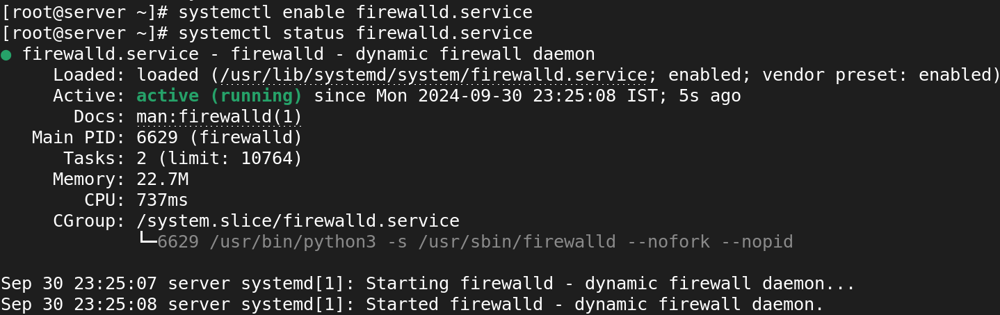 [root@server ~]# systemctl enable firewalld.service
[root@server ~]# systemctl status firewalld.service
● firewalld.service - firewalld - dynamic firewall daemon
     Loaded: loaded (/usr/lib/systemd/system/firewalld.service; enabled; vendor preset: enabled)
     Active: active (running) since Mon 2024-09-30 23:25:08 IST; 5s ago
       Docs: man:firewalld(1)
   Main PID: 6629 (firewalld)
      Tasks: 2 (limit: 10764)
     Memory: 22.7M
        CPU: 737ms
     CGroup: /system.slice/firewalld.service
             └─6629 /usr/bin/python3 -s /usr/sbin/firewalld --nofork --nopid

Sep 30 23:25:07 server systemd[1]: Starting firewalld - dynamic firewall daemon...
Sep 30 23:25:08 server systemd[1]: Started firewalld - dynamic firewall daemon.